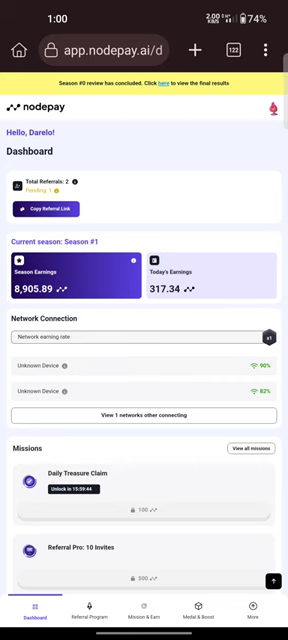 1:00
2.00 KB/S
74%
app.nodepay.ai/d
122
Season #0 review has concluded. Click here to view the final results
nodepay
Hello, Darelo!
Dashboard
Total Referrals: 2
Pending: 1
Copy Referral Link
Current season: Season #1
Season Earnings
8,905.89
Today's Earnings
317.34
Network Connection
Network earning rate
x1
Unknown Device
90%
Unknown Device
82%
View 1 networks other connecting
Missions
View all missions
Daily Treasure Claim
Unlock in 15:59:44
100
Referral Pro: 10 Invites
500
Dashboard
Referral Program
Mission & Earn
Medal & Boost
More